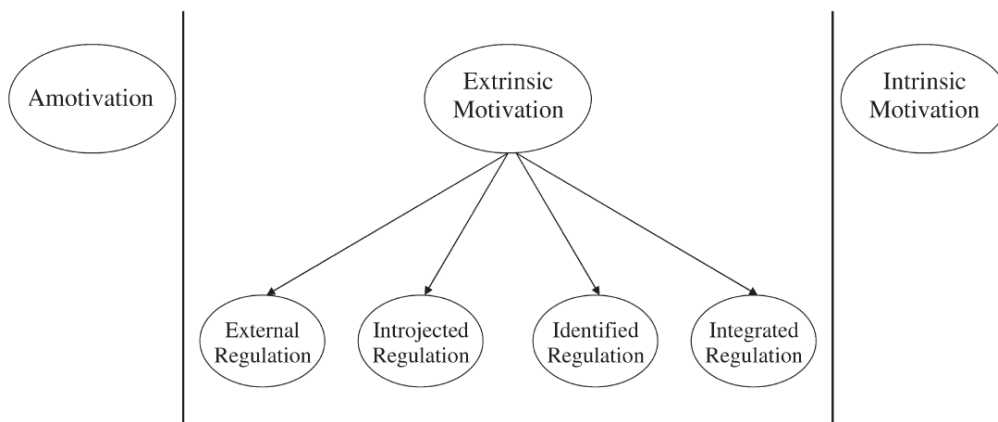 Amotivation
Extrinsic
Motivation
Intrinsic
Motivation
External
Regulation
Introjected
Regulation
Identified
Regulation
Integrated
Regulation